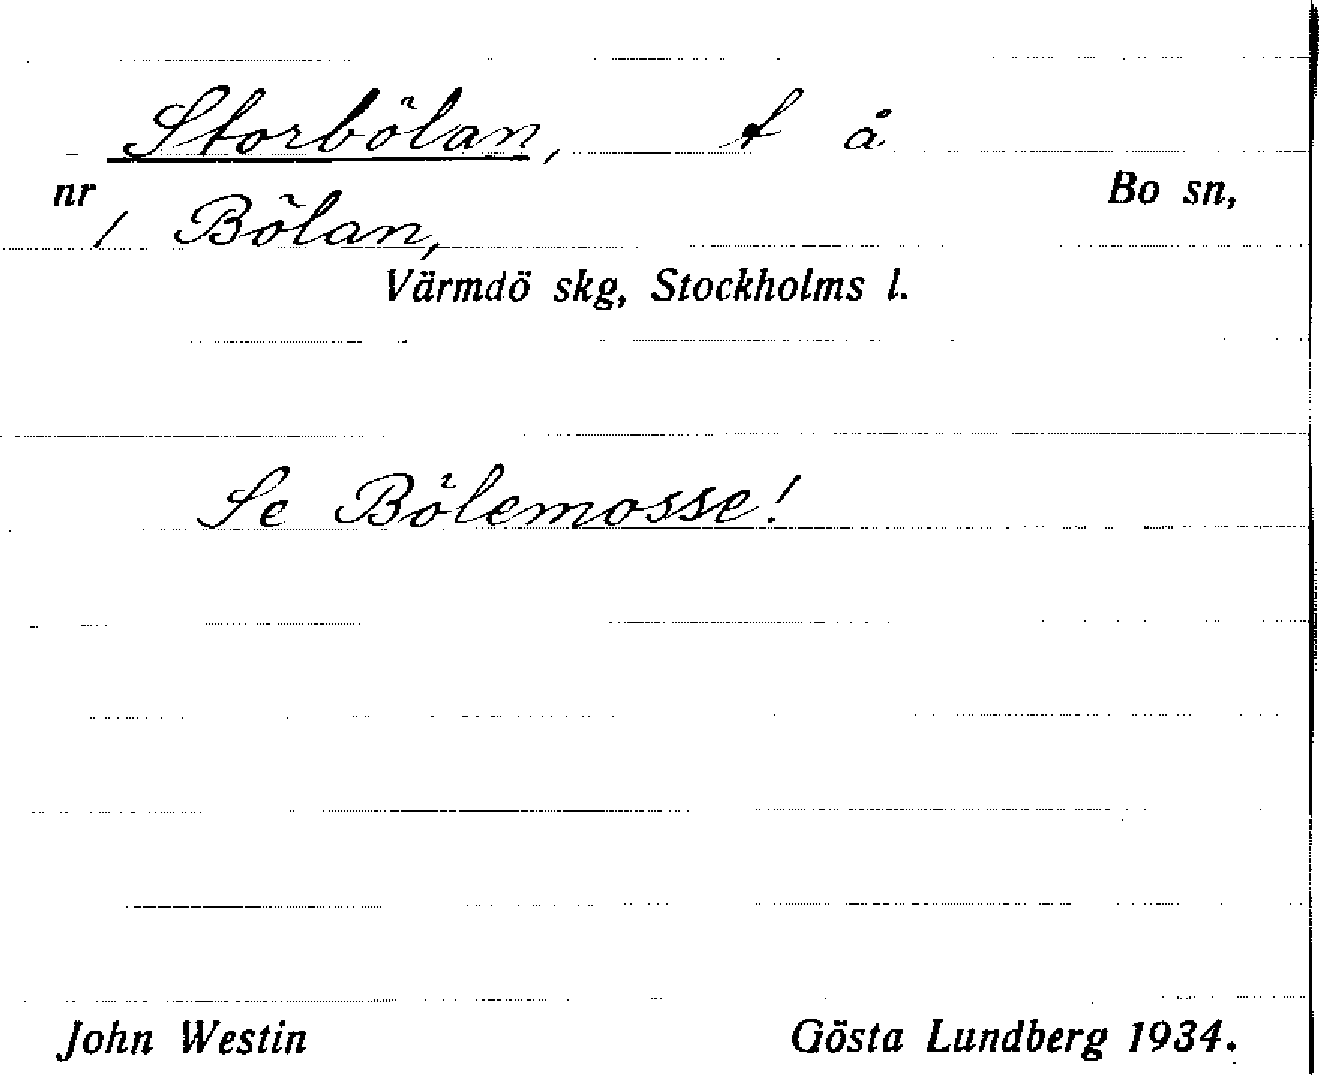 Storbölan, t å
nr 1 Bölan, Bo sn,
Värmdö skg, Stockholms l.
Se Bölemosse!
John Westin Gösta Lundberg 1934.